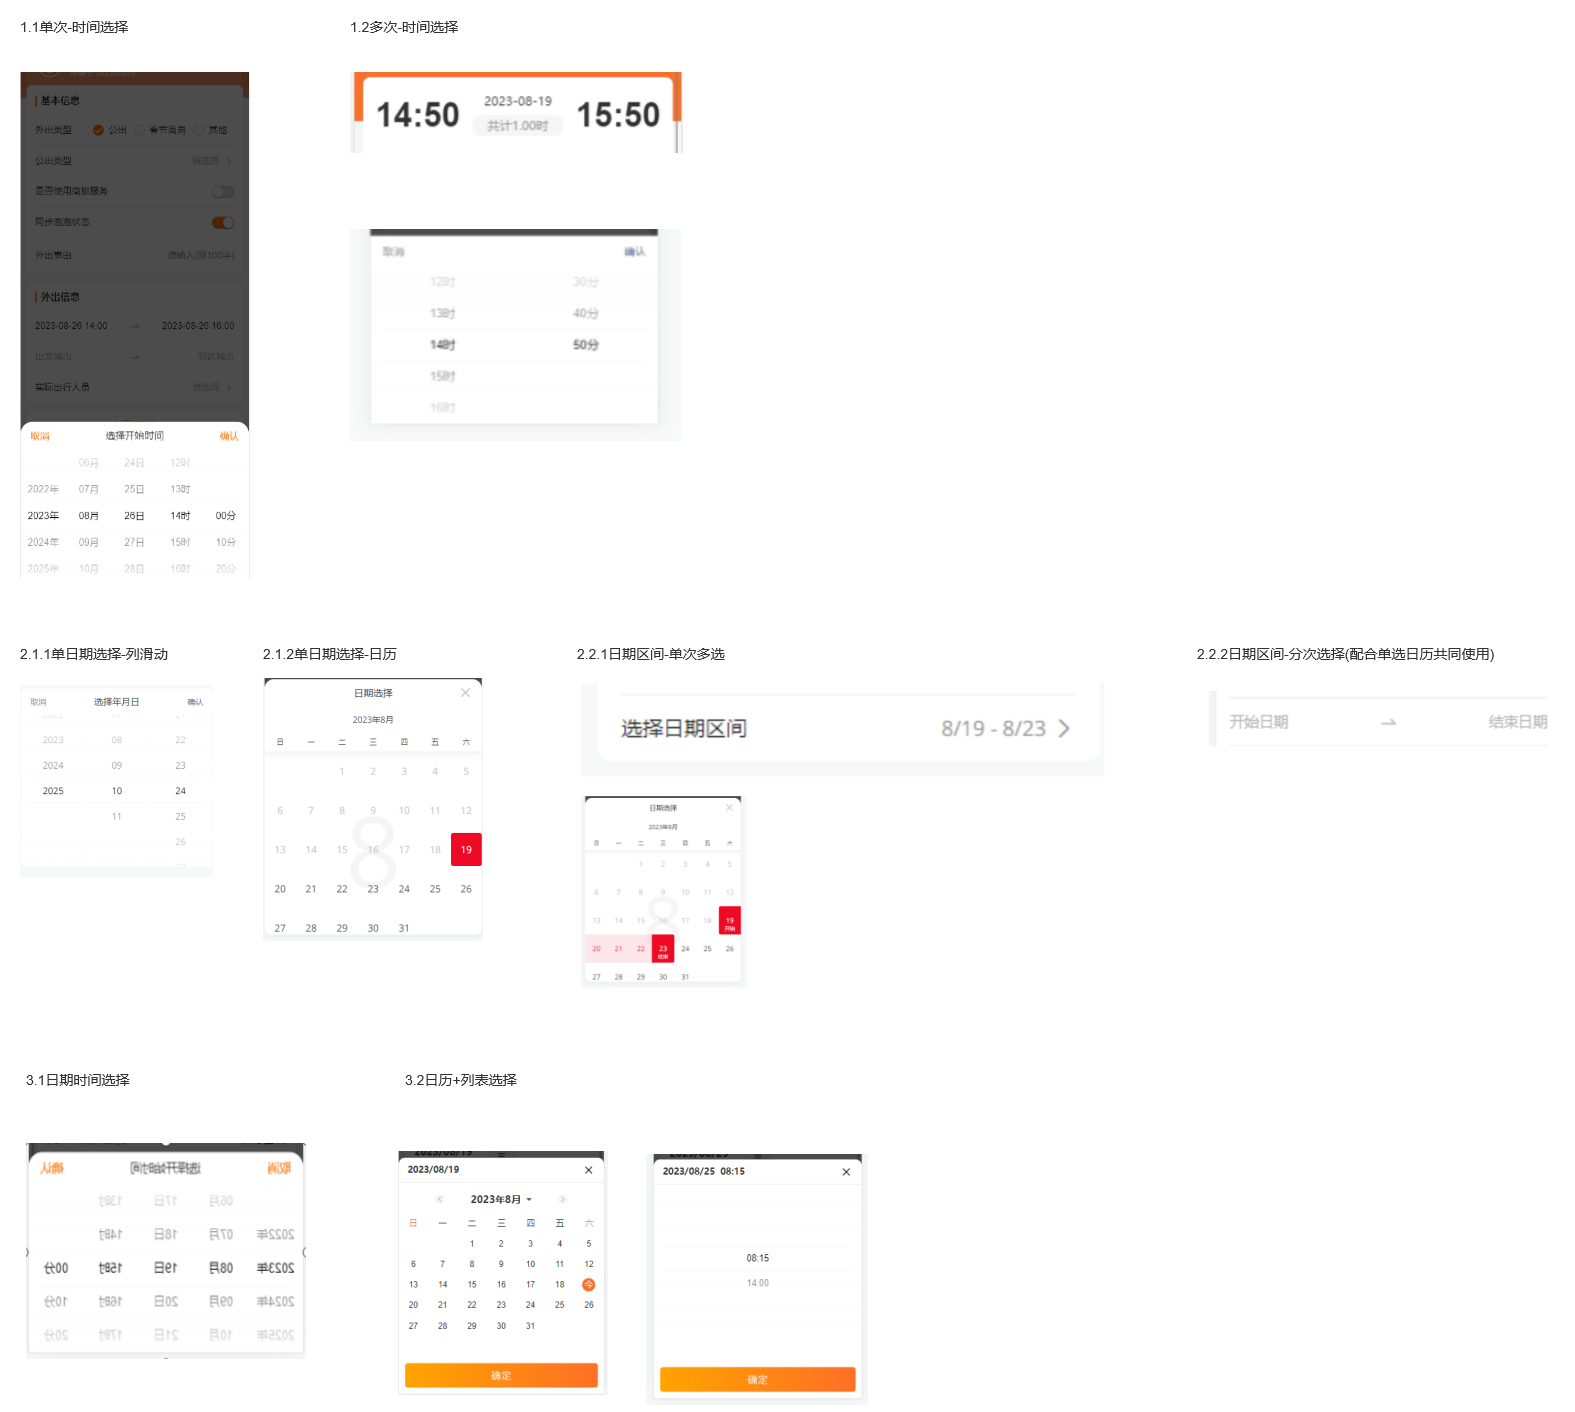 1.1单次-时间选择
1.2多次-时间选择
基本信息
外出类型 公出 春节离岗 其他
公出类型 请选择
是否使用商旅服务
同步泡泡状态
外出事由 请输入(限100字)
外出信息
2023-08-26 14:00 → 2023-08-26 16:00
出发城市 → 到达城市
实际出行人员 请选择
取消 选择开始时间 确认
06月 24日 12时
2022年 07月 25日 13时
2023年 08月 26日 14时 00分
2024年 09月 27日 15时 10分
2025年 10月 28日 16时 20分
14:50 2023-08-19 15:50
共计1.00时
取消 确认
12时 30分
13时 40分
14时 50分
15时
16时
2.1.1单日期选择-列滑动
2.1.2单日期选择-日历
2.2.1日期区间-单次多选
2.2.2日期区间-分次选择(配合单选日历共同使用)
取消 选择年月日 确认
2022 07 21
2023 08 22
2024 09 23
2025 10 24
11 25
26
27
日期选择
2023年8月
日 一 二 三 四 五 六
1 2 3 4 5
6 7 8 9 10 11 12
13 14 15 16 17 18 19
20 21 22 23 24 25 26
27 28 29 30 31
8
选择日期区间 8/19 - 8/23
日期选择
2023年8月
日 一 二 三 四 五 六
1 2 3 4 5
6 7 8 9 10 11 12
13 14 15 16 17 18 19
开始
20 21 22 23 24 25 26
结束
27 28 29 30 31
8
开始日期 → 结束日期
3.1日期时间选择
3.2日历+列表选择
取消 选择开始时间 确认
06月 17日 13时
2022年 07月 18日 14时
2023年 08月 19日 15时 00分
2024年 09月 20日 16时 10分
2025年 10月 21日 17时 20分
2023/08/19
2023年8月
日 一 二 三 四 五 六
1 2 3 4 5
6 7 8 9 10 11 12
13 14 15 16 17 18 今
20 21 22 23 24 25 26
27 28 29 30 31
确定
2023/08/25 08:15
08:15
14:00
确定